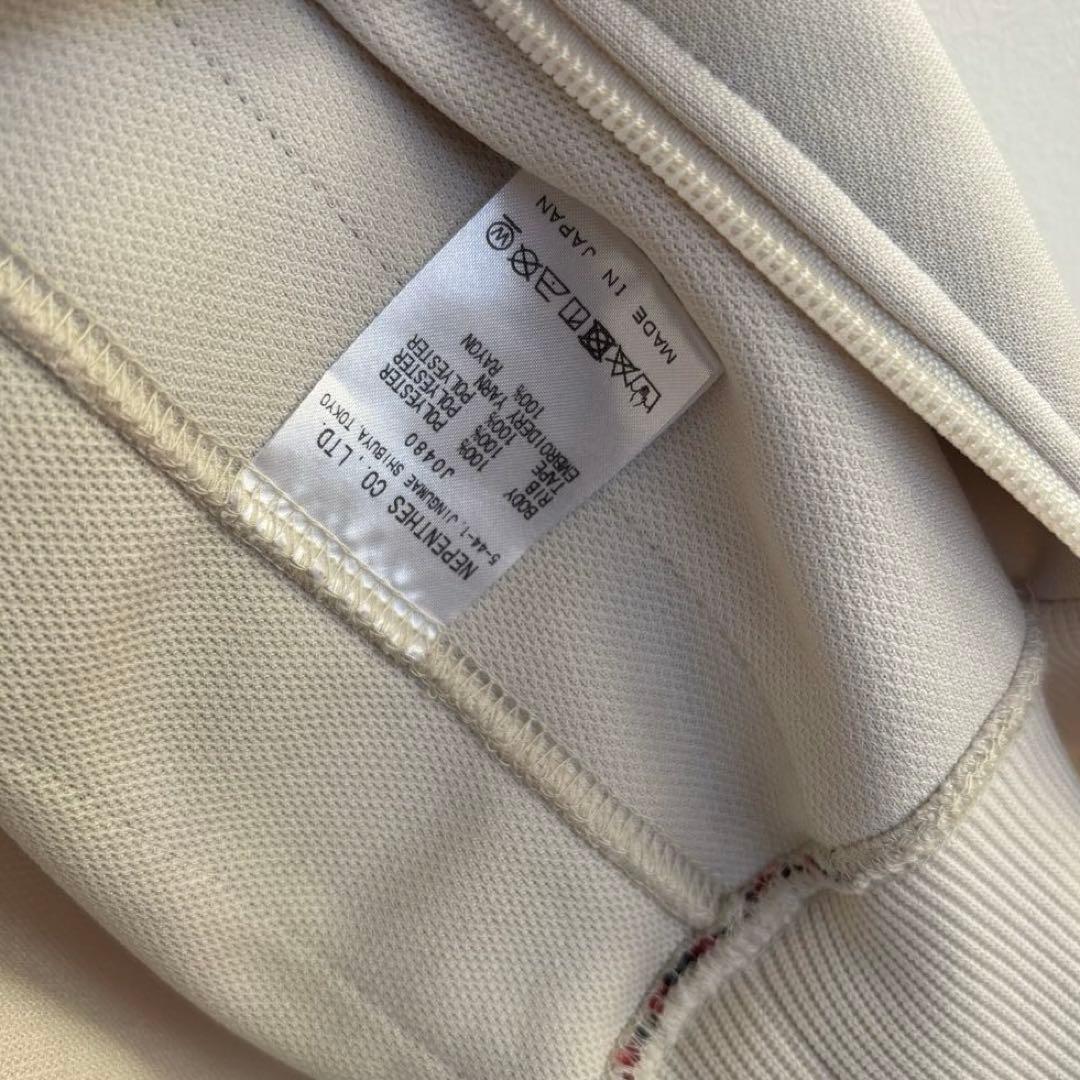 NEPENTHES CO., LTD.
5-44-1, JINGUMAE SHIBUYA TOKYO
J0480
BODY 100% POLYESTER
RIB 100% POLYESTER
TAPE 100% POLYESTER
EMBROIDERY YARN
100% RAYON
W
MADE IN JAPAN